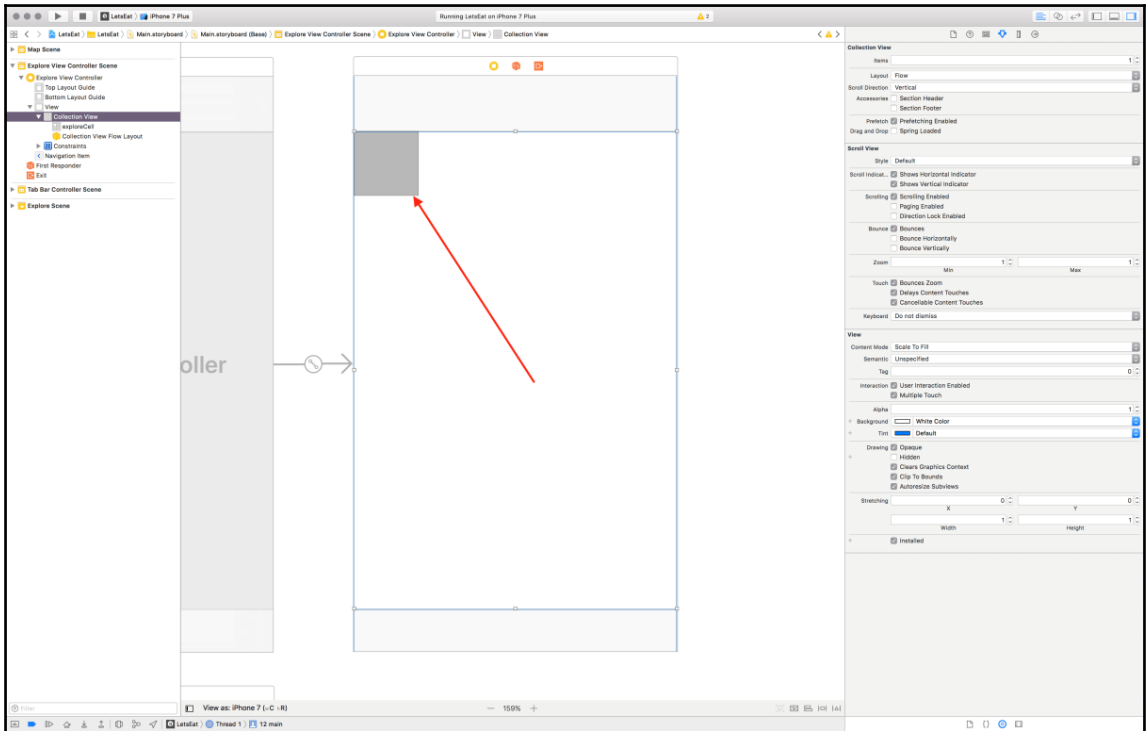 LetsEat › iPhone 7 Plus
Running LetsEat on iPhone 7 Plus
2
LetsEat › LetsEat › Main.storyboard › Main.storyboard (Base) › Explore View Controller Scene › Explore View Controller › View › Collection View
Map Scene
Explore View Controller Scene
Explore View Controller
Top Layout Guide
Bottom Layout Guide
View
Collection View
exploreCell
Collection View Flow Layout
Constraints
Navigation Item
First Responder
Exit
Tab Bar Controller Scene
Explore Scene
oller
Collection View
Items 1
Layout Flow
Scroll Direction Vertical
Accessories Section Header
Section Footer
Prefetch Prefetching Enabled
Drag and Drop Spring Loaded
Scroll View
Style Default
Scroll Indicat... Shows Horizontal Indicator
Shows Vertical Indicator
Scrolling Scrolling Enabled
Paging Enabled
Direction Lock Enabled
Bounce Bounces
Bounce Horizontally
Bounce Vertically
Zoom 1 1
Min Max
Touch Bounces Zoom
Delays Content Touches
Cancellable Content Touches
Keyboard Do not dismiss
View
Content Mode Scale To Fill
Semantic Unspecified
Tag 0
Interaction User Interaction Enabled
Multiple Touch
Alpha 1
+ Background White Color
+ Tint Default
Drawing Opaque
+ Hidden
Clears Graphics Context
Clip To Bounds
Autoresize Subviews
Stretching 0 0
X Y
1 1
Width Height
+ Installed
Filter
View as: iPhone 7 (wC hR)
— 159% +
LetsEat › Thread 1 › 12 main